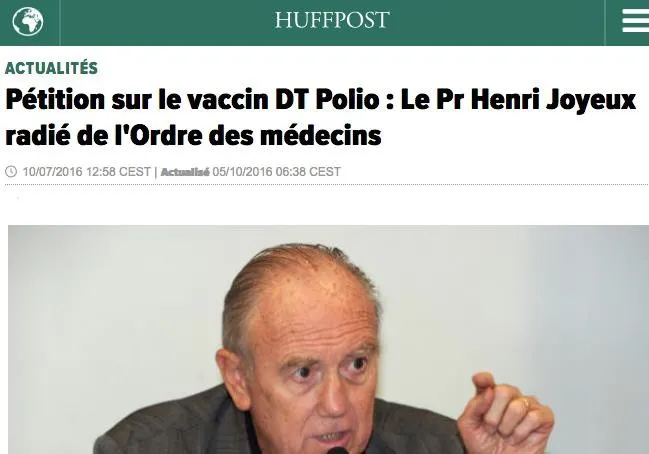 HUFFPOST
ACTUALITÉS
Pétition sur le vaccin DT Polio : Le Pr Henri Joyeux
radié de l'Ordre des médecins
10/07/2016 12:58 CEST | Actualisé 05/10/2016 06:38 CEST